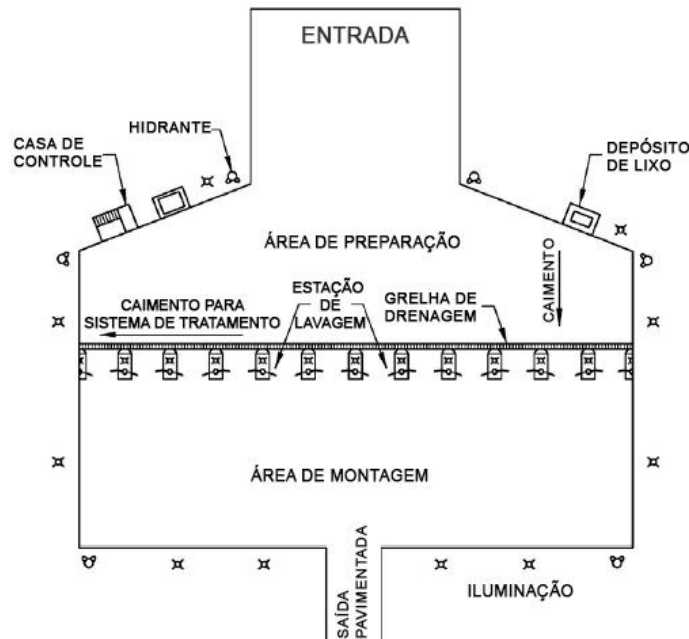 ENTRADA
HIDRANTE
CASA DE
CONTROLE
DEPÓSITO
DE LIXO
ÁREA DE PREPARAÇÃO
CAIMENTO
ESTAÇÃO
DE
LAVAGEM
CAIMENTO PARA
SISTEMA DE TRATAMENTO
GRELHA DE
DRENAGEM
ÁREA DE MONTAGEM
SAÍDA
PAVIMENTADA
ILUMINAÇÃO